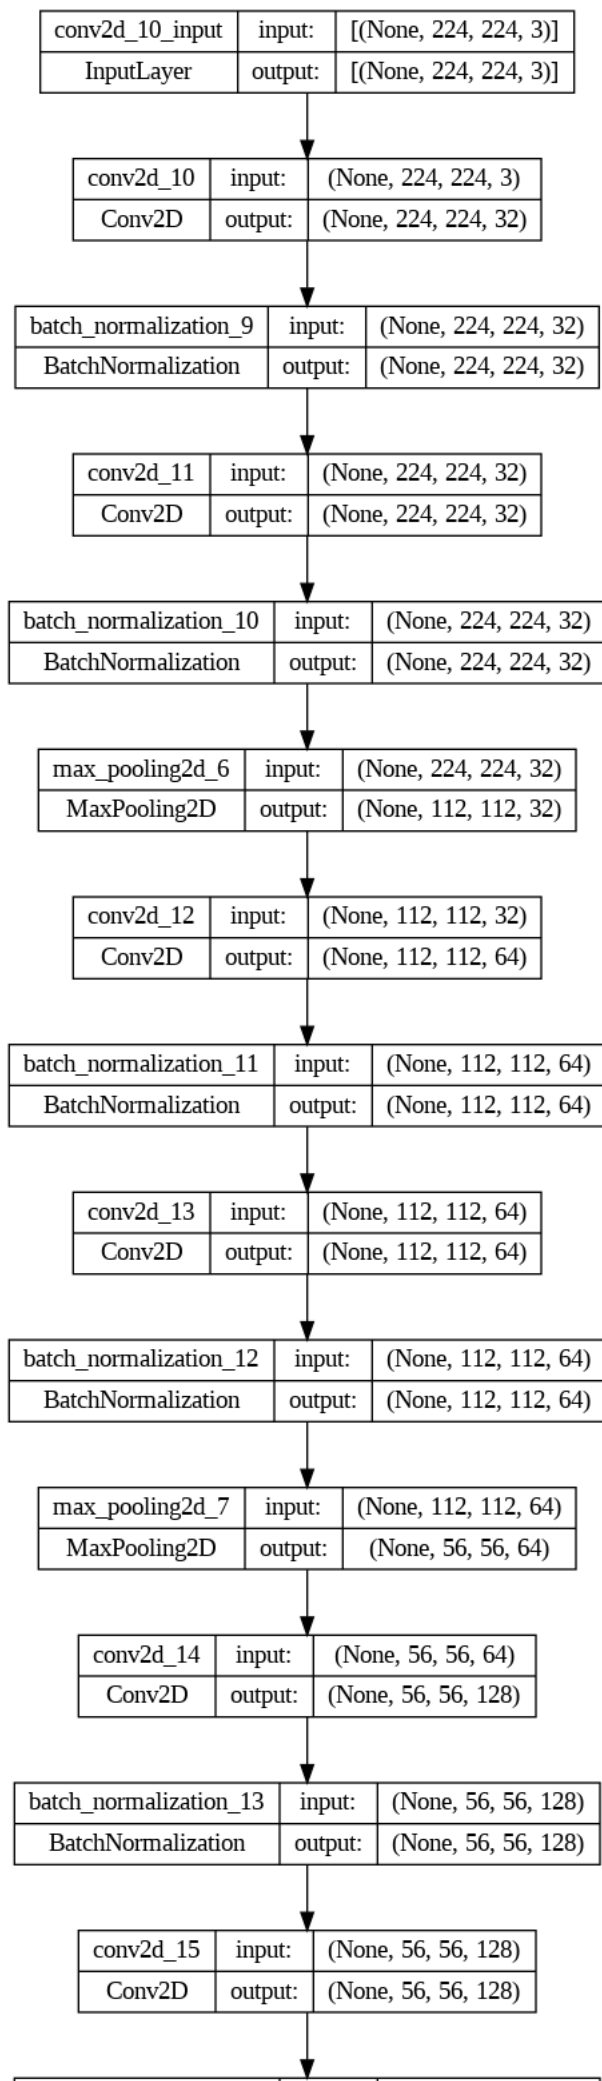 conv2d_10_input input: [(None, 224, 224, 3)]
InputLayer output: [(None, 224, 224, 3)]
conv2d_10 input: (None, 224, 224, 3)
Conv2D output: (None, 224, 224, 32)
batch_normalization_9 input: (None, 224, 224, 32)
BatchNormalization output: (None, 224, 224, 32)
conv2d_11 input: (None, 224, 224, 32)
Conv2D output: (None, 224, 224, 32)
batch_normalization_10 input: (None, 224, 224, 32)
BatchNormalization output: (None, 224, 224, 32)
max_pooling2d_6 input: (None, 224, 224, 32)
MaxPooling2D output: (None, 112, 112, 32)
conv2d_12 input: (None, 112, 112, 32)
Conv2D output: (None, 112, 112, 64)
batch_normalization_11 input: (None, 112, 112, 64)
BatchNormalization output: (None, 112, 112, 64)
conv2d_13 input: (None, 112, 112, 64)
Conv2D output: (None, 112, 112, 64)
batch_normalization_12 input: (None, 112, 112, 64)
BatchNormalization output: (None, 112, 112, 64)
max_pooling2d_7 input: (None, 112, 112, 64)
MaxPooling2D output: (None, 56, 56, 64)
conv2d_14 input: (None, 56, 56, 64)
Conv2D output: (None, 56, 56, 128)
batch_normalization_13 input: (None, 56, 56, 128)
BatchNormalization output: (None, 56, 56, 128)
conv2d_15 input: (None, 56, 56, 128)
Conv2D output: (None, 56, 56, 128)